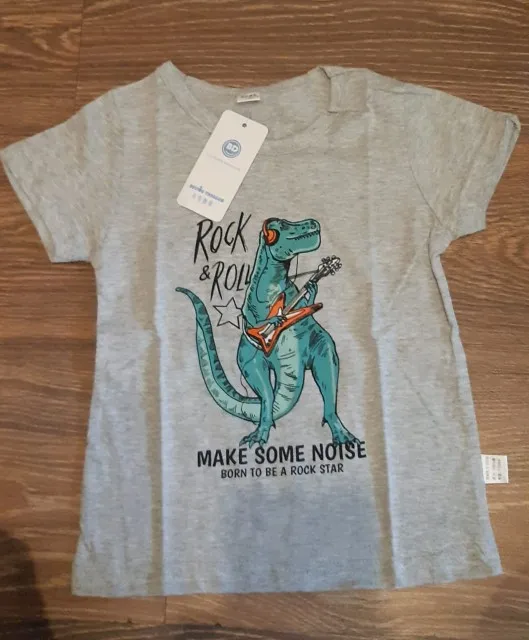 ROCK
& ROLL
MAKE SOME NOISE
BORN TO BE A ROCK STAR